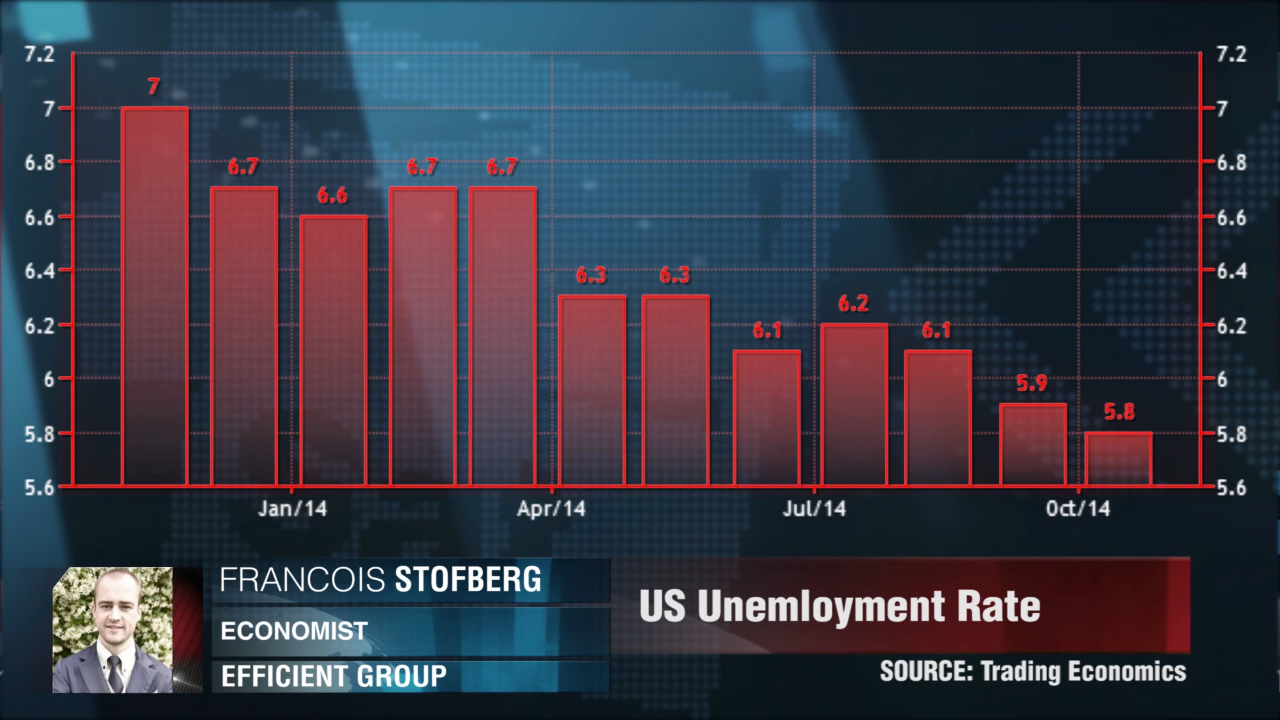 7.2 7.2
7
7 7
6.8 6.7 6.7 6.7 6.8
6.6
6.6 6.6
6.4 6.3 6.3 6.4
6.2
6.2 6.1 6.1 6.2
6 5.9 6
5.8
5.8 5.8
5.6 5.6
Jan/14 Apr/14 Jul/14 Oct/14
FRANCOIS STOFBERG
ECONOMIST
EFFICIENT GROUP
US Unemloyment Rate
SOURCE: Trading Economics